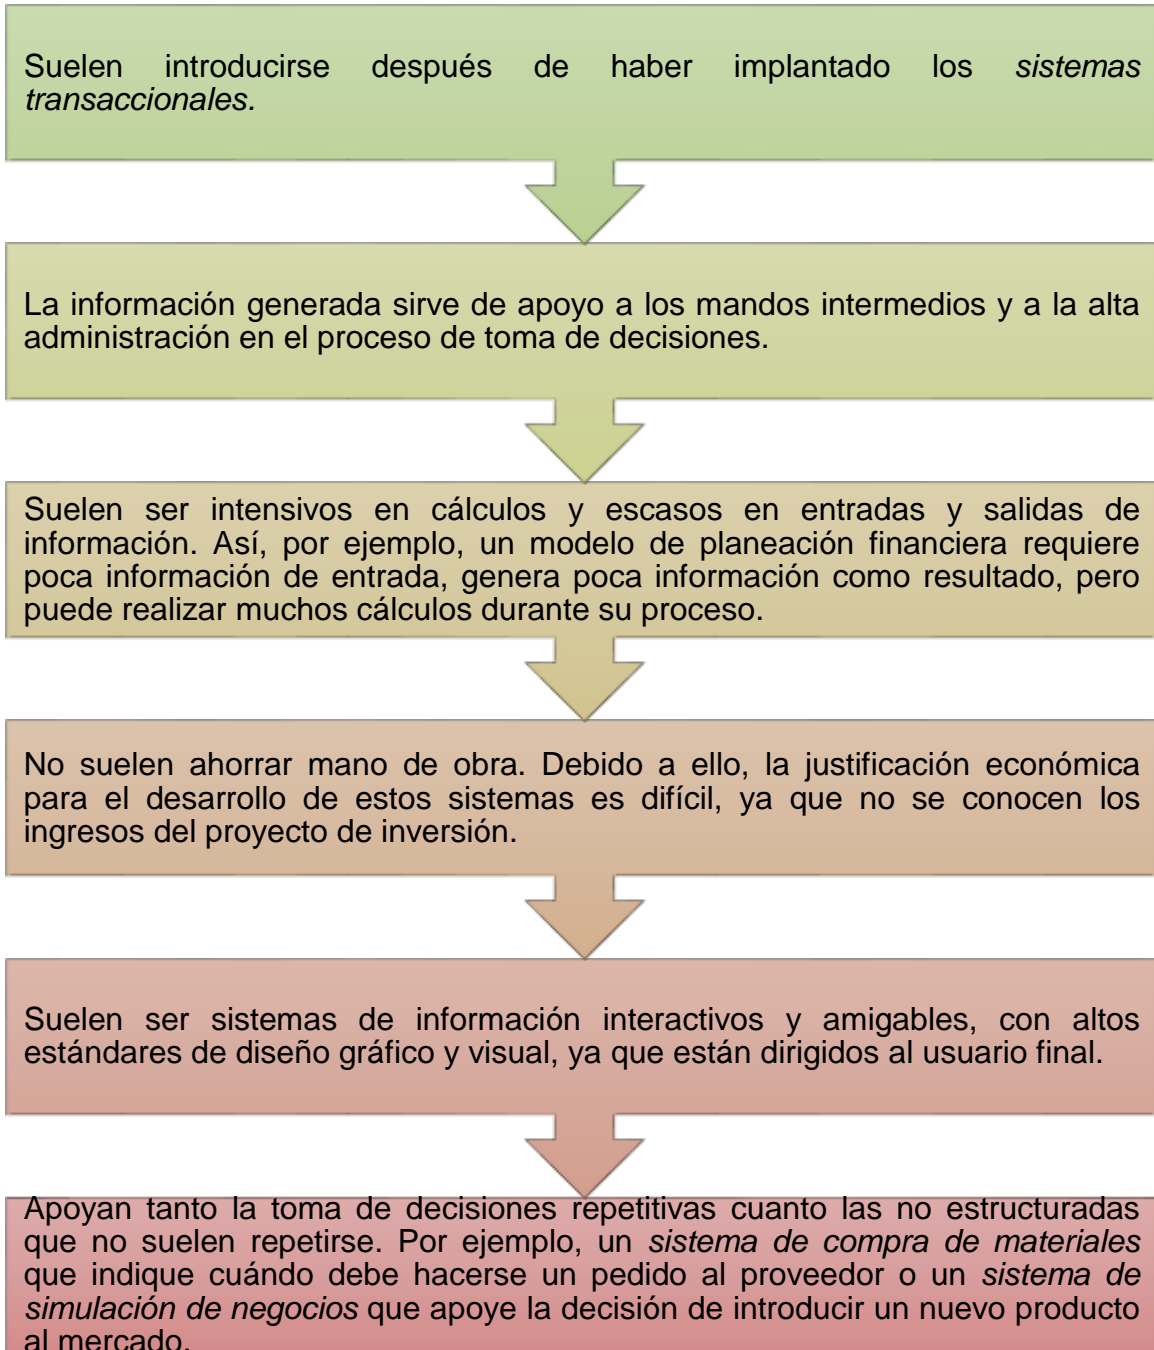 Suelen introducirse después de haber implantado los sistemas
transaccionales.
La información generada sirve de apoyo a los mandos intermedios y a la alta
administración en el proceso de toma de decisiones.
Suelen ser intensivos en cálculos y escasos en entradas y salidas de
información. Así, por ejemplo, un modelo de planeación financiera requiere
poca información de entrada, genera poca información como resultado, pero
puede realizar muchos cálculos durante su proceso.
No suelen ahorrar mano de obra. Debido a ello, la justificación económica
para el desarrollo de estos sistemas es difícil, ya que no se conocen los
ingresos del proyecto de inversión.
Suelen ser sistemas de información interactivos y amigables, con altos
estándares de diseño gráfico y visual, ya que están dirigidos al usuario final.
Apoyan tanto la toma de decisiones repetitivas cuanto las no estructuradas
que no suelen repetirse. Por ejemplo, un sistema de compra de materiales
que indique cuándo debe hacerse un pedido al proveedor o un sistema de
simulación de negocios que apoye la decisión de introducir un nuevo producto
al mercado.